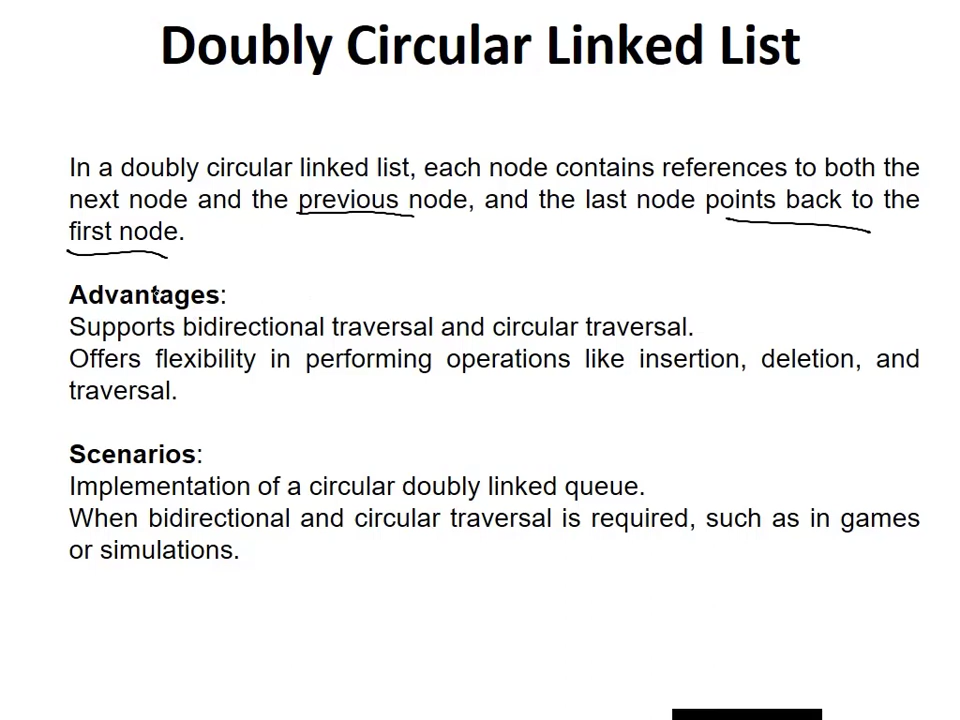 Doubly Circular Linked List
In a doubly circular linked list, each node contains references to both the
next node and the previous node, and the last node points back to the
first node.
Advantages:
Supports bidirectional traversal and circular traversal.
Offers flexibility in performing operations like insertion, deletion, and
traversal.
Scenarios:
Implementation of a circular doubly linked queue.
When bidirectional and circular traversal is required, such as in games
or simulations.